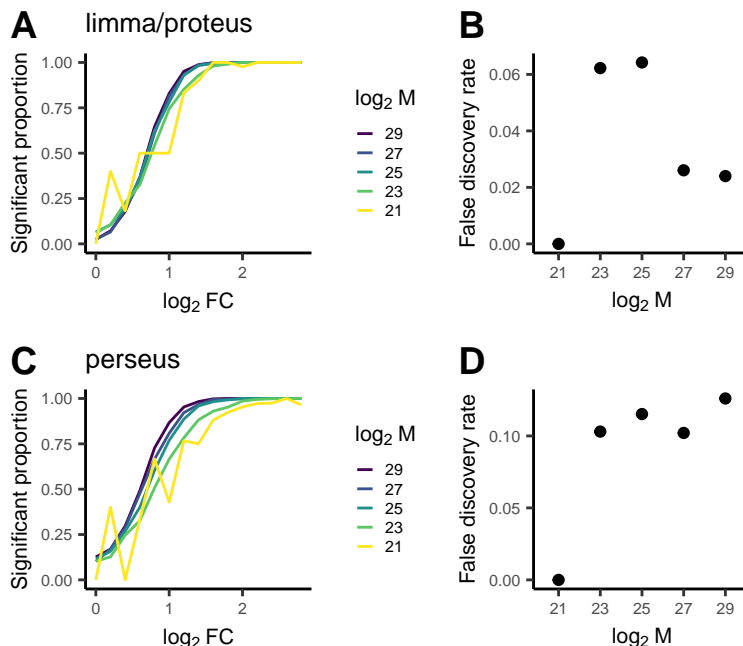 A limma/proteus
Significant proportion
1.00
0.75
0.50
0.25
0.00
0 1 2
log₂ FC
log₂ M
29
27
25
23
21
B
False discovery rate
0.06
0.04
0.02
0.00
21 23 25 27 29
log₂ M
C perseus
Significant proportion
1.00
0.75
0.50
0.25
0.00
0 1 2
log₂ FC
log₂ M
29
27
25
23
21
D
False discovery rate
0.10
0.05
0.00
21 23 25 27 29
log₂ M